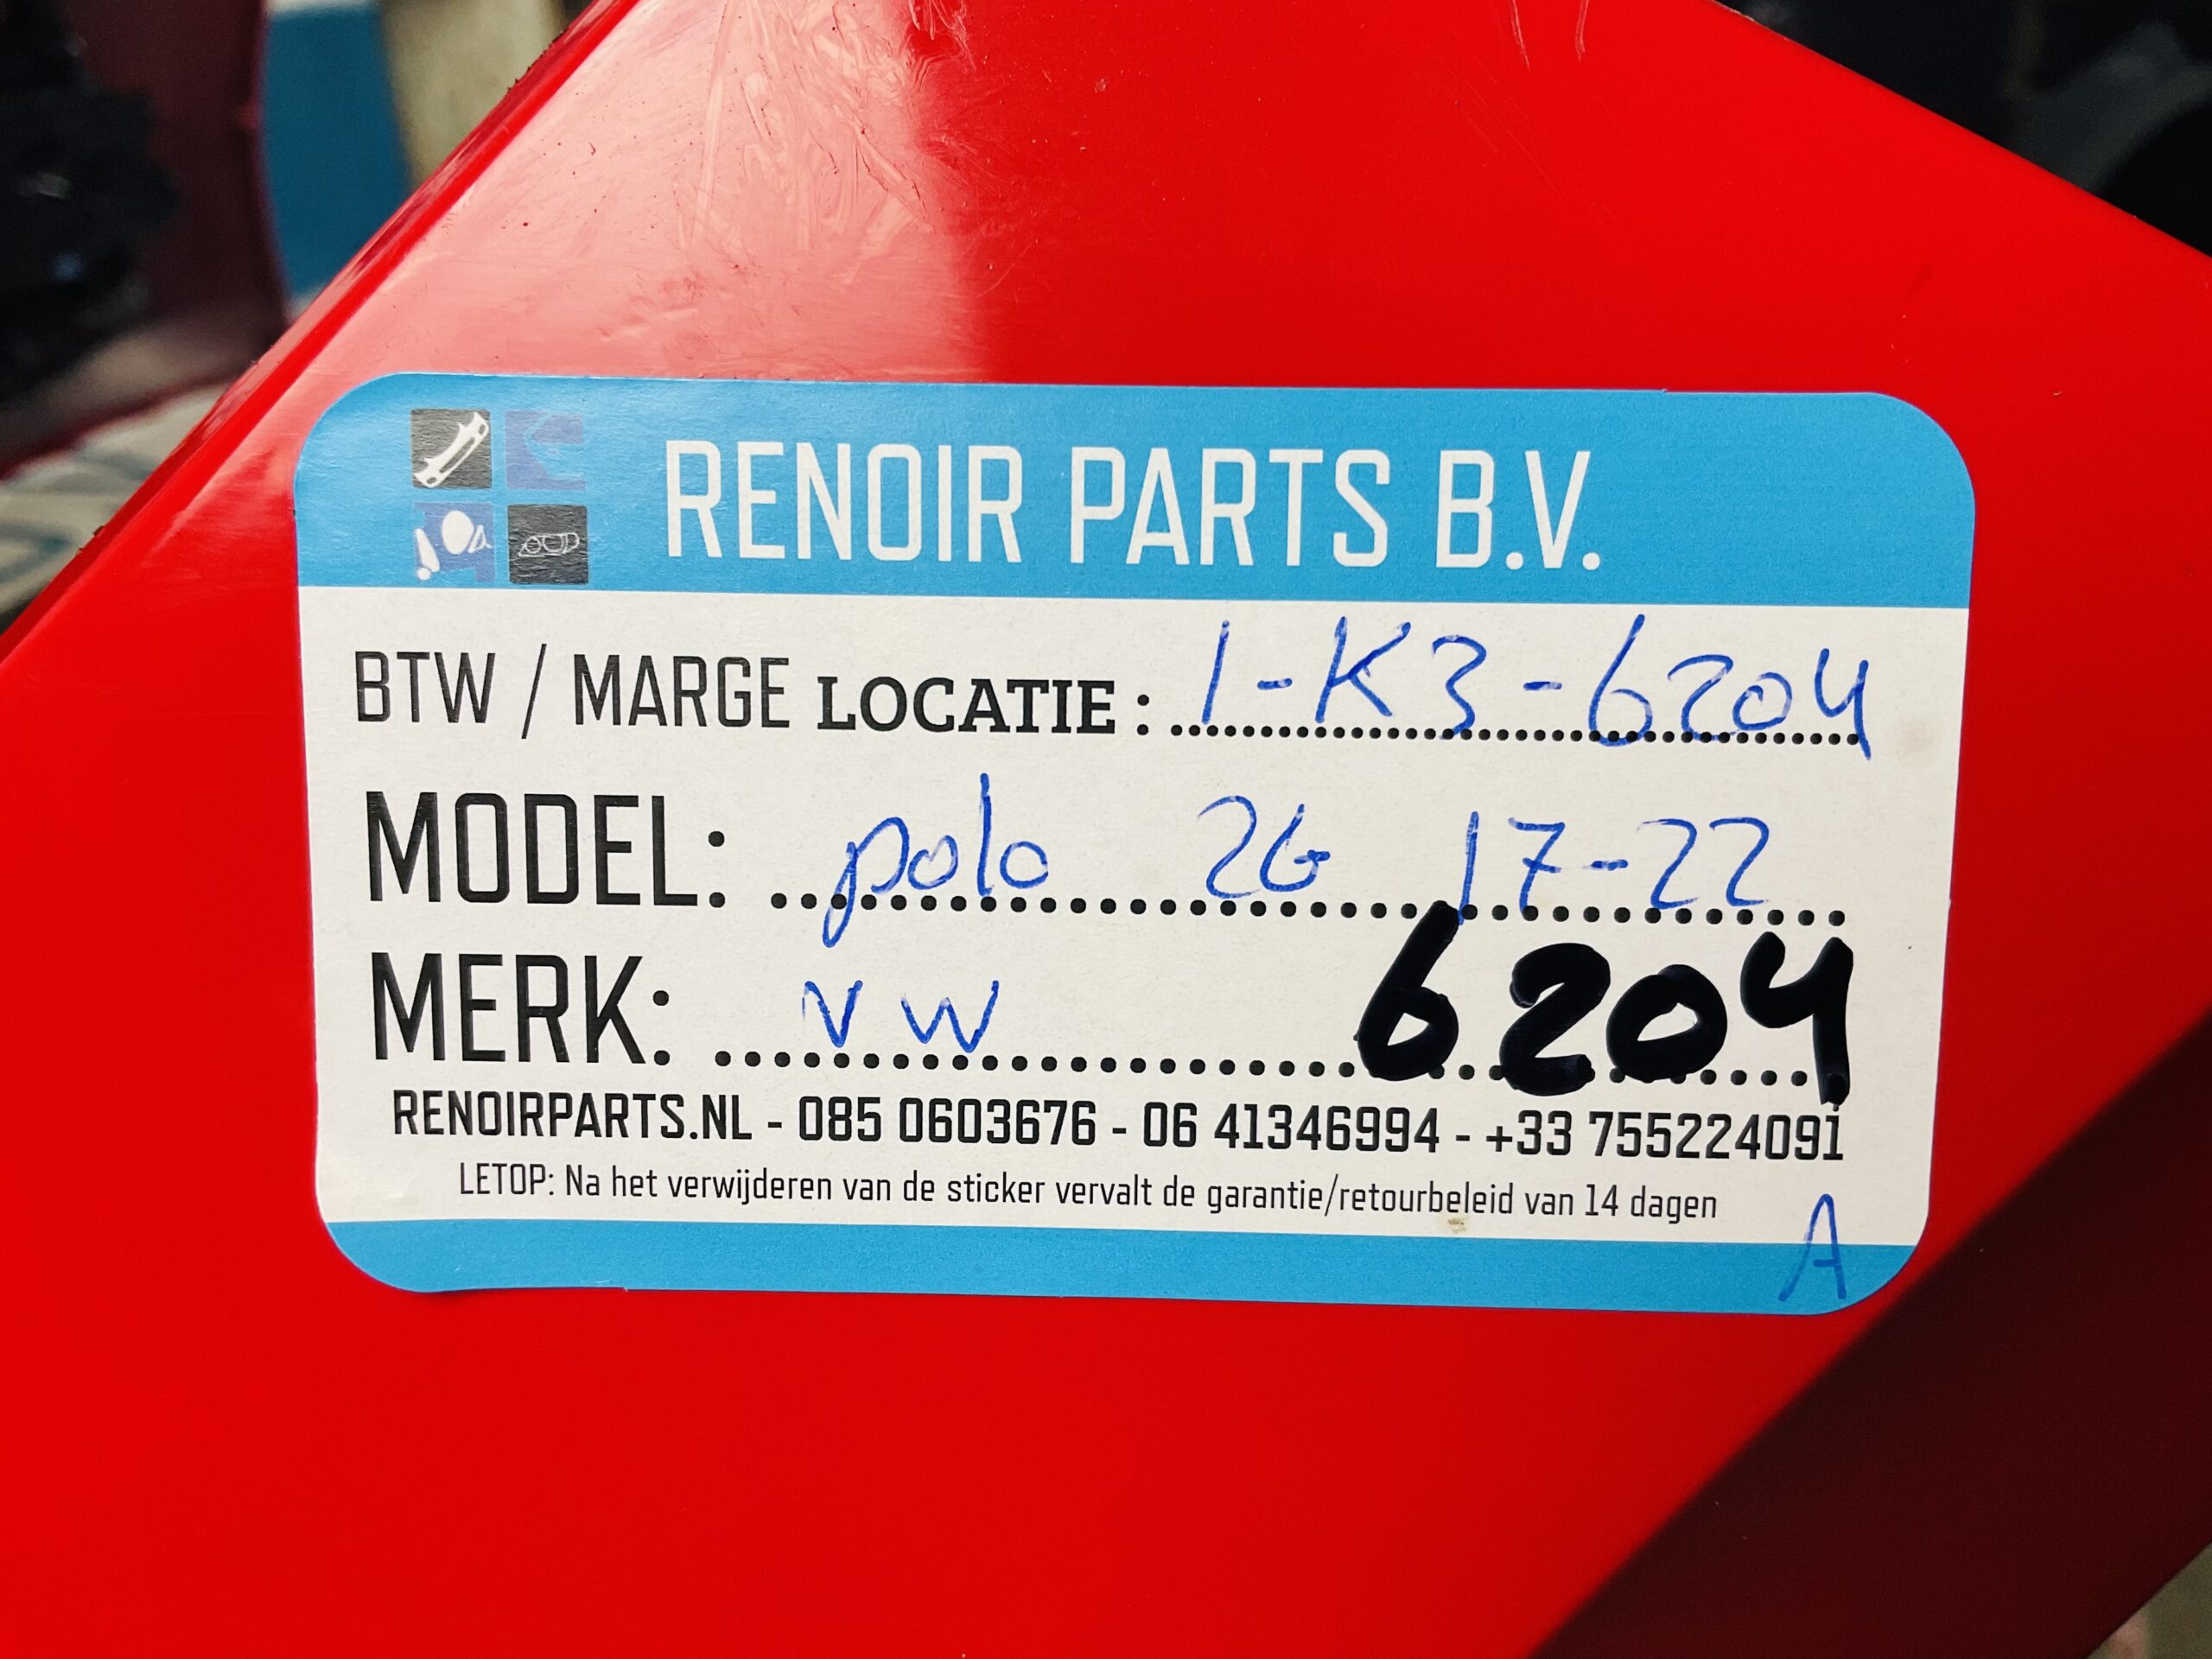 RENOIR PARTS B.V.
BTW / MARGE LOCATIE : 1-K3-6204
MODEL: polo 2G 17-22
MERK: VW 6204
RENOIRPARTS.NL - 085 0603676 - 06 41346994 - +33 755224091
LETOP: Na het verwijderen van de sticker vervalt de garantie/retourbeleid van 14 dagen
A